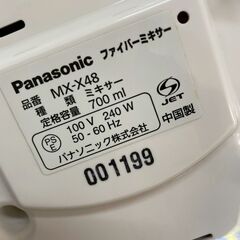 Panasonic ファイバーミキサー
品番 MX-X48
種類 ミキサー
定格容量 700 ml
PS E 100 V 240 W
50 - 60 Hz
パナソニック株式会社
S JET
中国製
001199